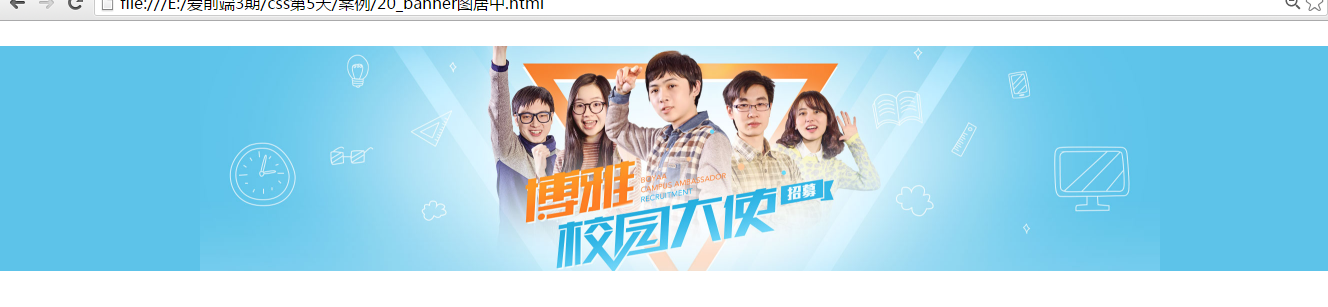 file:///E:/爱前端3期/css第5天/案例/20_banner图居中.html
博雅
BOYAA
CAMPUS AMBASSADOR
RECRUITMENT
校园大使
招募